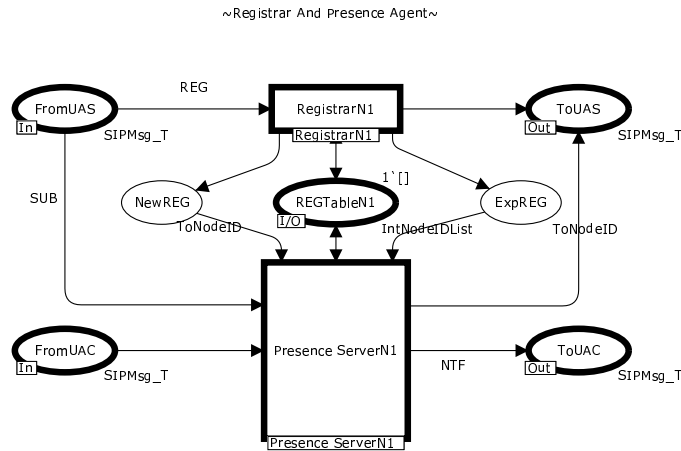 ~Registrar And Presence Agent~
REG
FromUAS
RegistrarN1
ToUAS
In
RegistrarN1
Out
SIPMsg_T
SIPMsg_T
1`[]
SUB
NewREG
REGTableN1
ExpREG
I/O
ToNodeID
IntNodeIDList
ToNodeID
FromUAC
Presence ServerN1
ToUAC
In
NTF
Out
SIPMsg_T
SIPMsg_T
Presence ServerN1